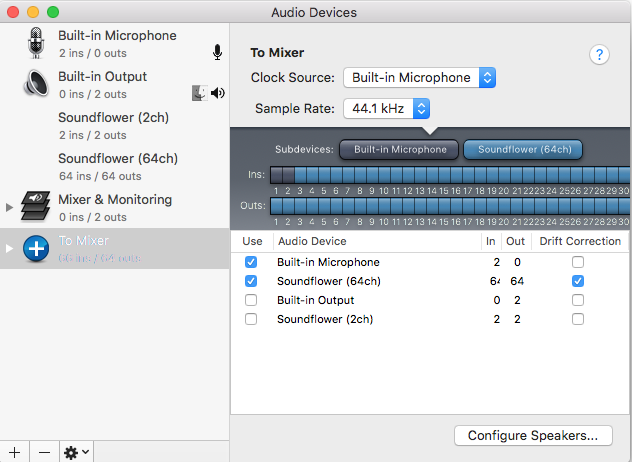 Audio Devices
Built-in Microphone
2 ins / 0 outs
Built-in Output
0 ins / 2 outs
Soundflower (2ch)
2 ins / 2 outs
Soundflower (64ch)
64 ins / 64 outs
Mixer & Monitoring
0 ins / 2 outs
To Mixer
66 ins / 64 outs
To Mixer
?
Clock Source: Built-in Microphone
Sample Rate: 44.1 kHz
Subdevices: Built-in Microphone Soundflower (64ch)
Ins:
1 2 3 4 5 6 7 8 9 10 11 12 13 14 15 16 17 18 19 20 21 22 23 24 25 26 27 28 29 30
Outs:
1 2 3 4 5 6 7 8 9 10 11 12 13 14 15 16 17 18 19 20 21 22 23 24 25 26 27 28 29 30
Use Audio Device In Out Drift Correction
Built-in Microphone 2 0
Soundflower (64ch) 64 64
Built-in Output 0 2
Soundflower (2ch) 2 2
Configure Speakers...